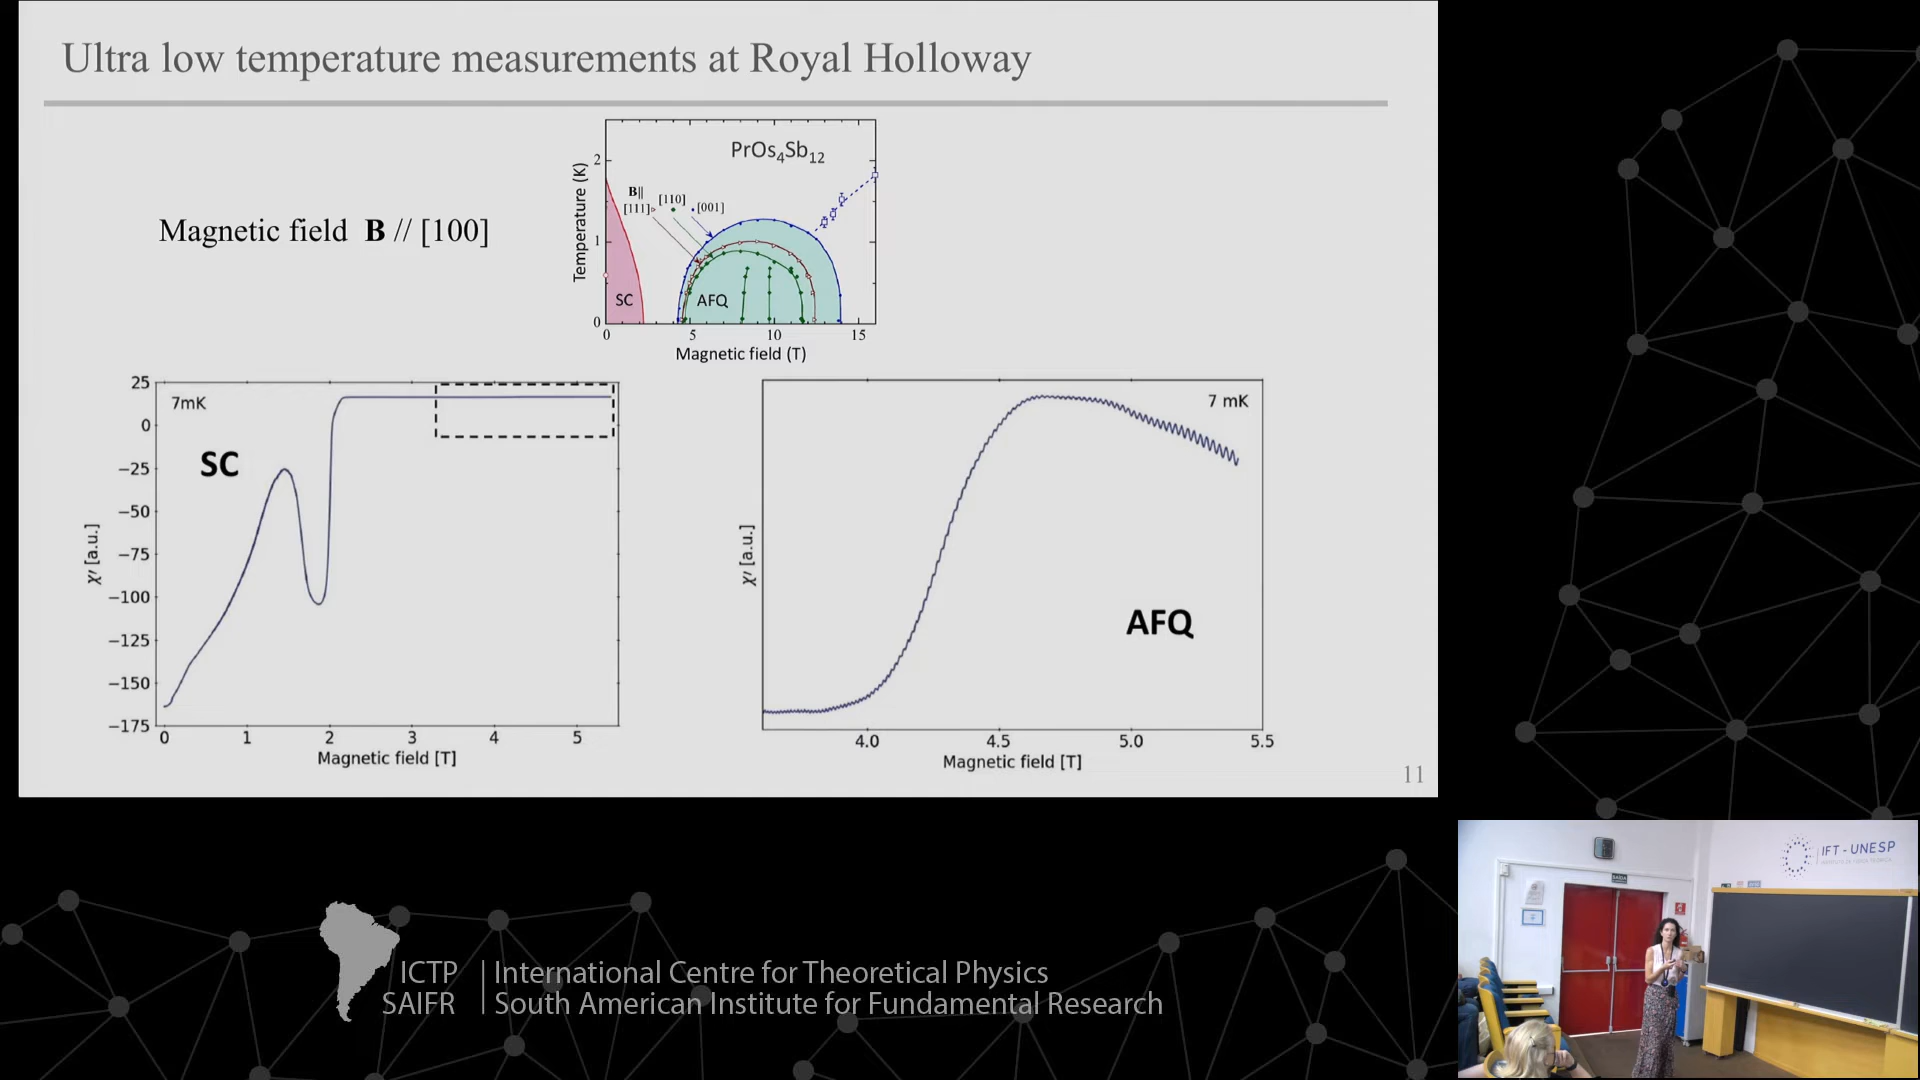 Ultra low temperature measurements at Royal Holloway
Magnetic field B // [100]
PrOs4Sb12
B||
[111] [110] [001]
SC
AFQ
Temperature (K)
2
1
0
0 5 10 15
Magnetic field (T)
7mK
SC
χ′ [a.u.]
25
0
−25
−50
−75
−100
−125
−150
−175
0 1 2 3 4 5
Magnetic field [T]
7 mK
AFQ
χ′ [a.u.]
4.0 4.5 5.0 5.5
Magnetic field [T]
11
IFT - UNESP
SAÍDA
ICTP | International Centre for Theoretical Physics
SAIFR | South American Institute for Fundamental Research